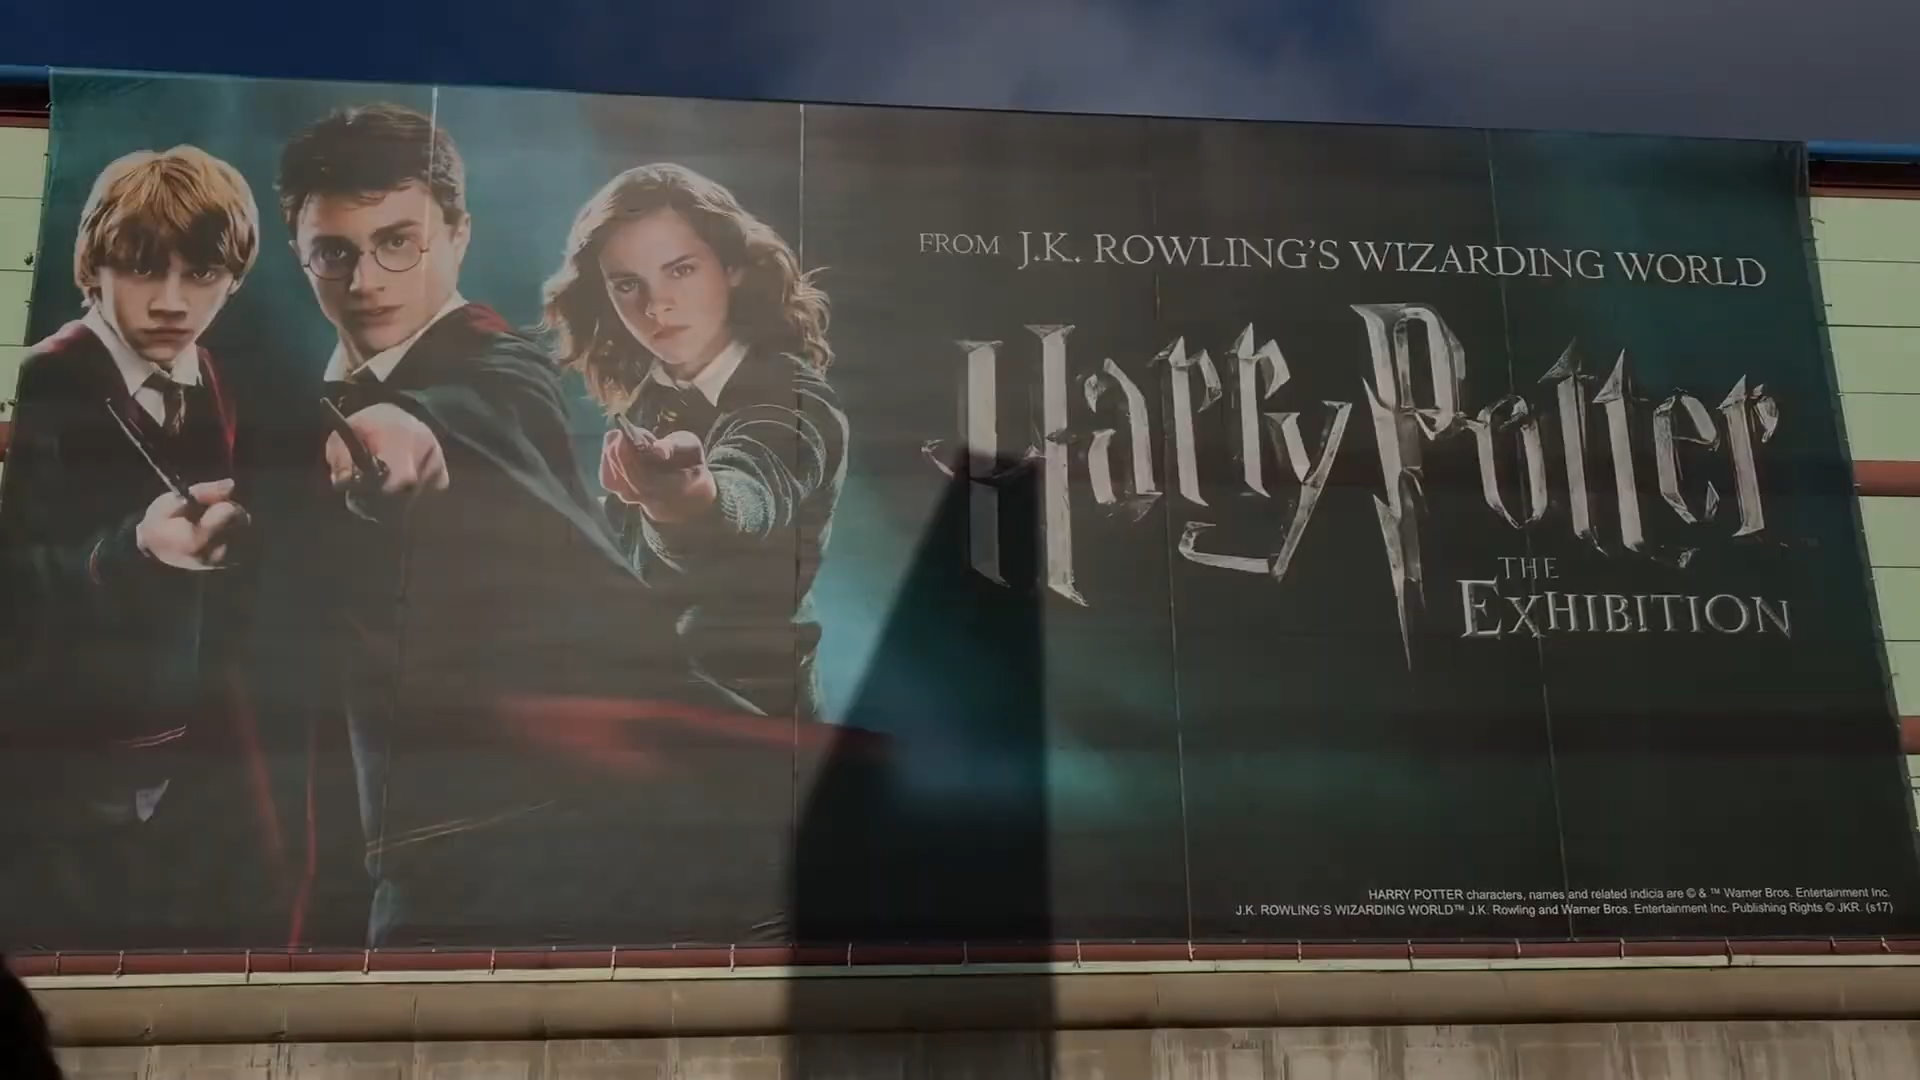 FROM J.K. ROWLING'S WIZARDING WORLD
Harry Potter
THE
EXHIBITION
HARRY POTTER characters, names and related indicia are © & ™ Warner Bros. Entertainment Inc.
J.K. ROWLING'S WIZARDING WORLD™ J.K. Rowling and Warner Bros. Entertainment Inc. Publishing Rights © JKR. (s17)